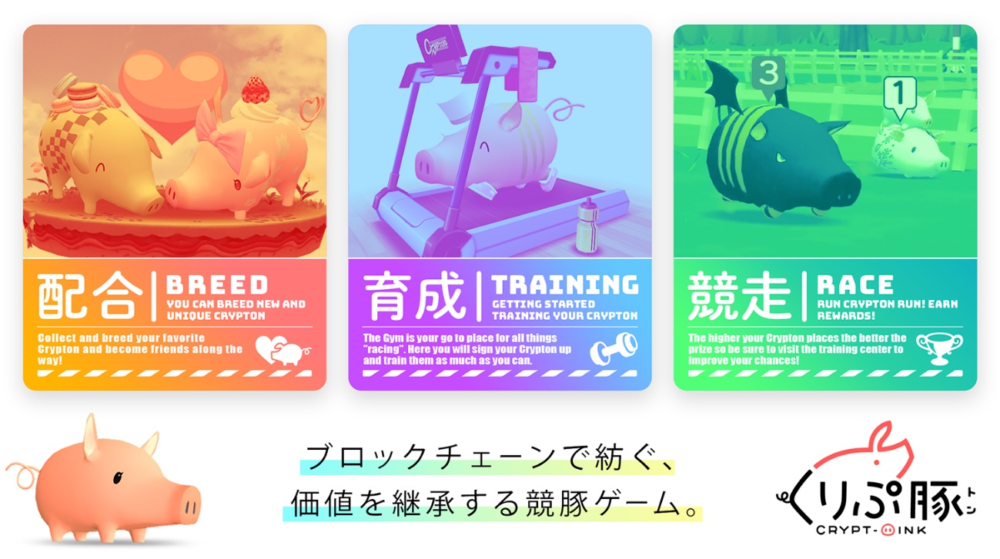 Crypton
3
1
配合
BREED
YOU CAN BREED NEW AND
UNIQUE CRYPTON
Collect and breed your favorite
Crypton and become friends along the
way!
育成
TRAINING
GETTING STARTED
TRAINING YOUR CRYPTON
The Gym is your go to place for all things
"racing". Here you will sign your Crypton up
and train them as much as you can.
競走
RACE
RUN CRYPTON RUN! EARN
REWARDS!
The higher your Crypton places the better the
prize so be sure to visit the training center to
improve your chances!
ブロックチェーンで紡ぐ、
価値を継承する競豚ゲーム。
くりぷ豚
トン
CRYPT-OINK